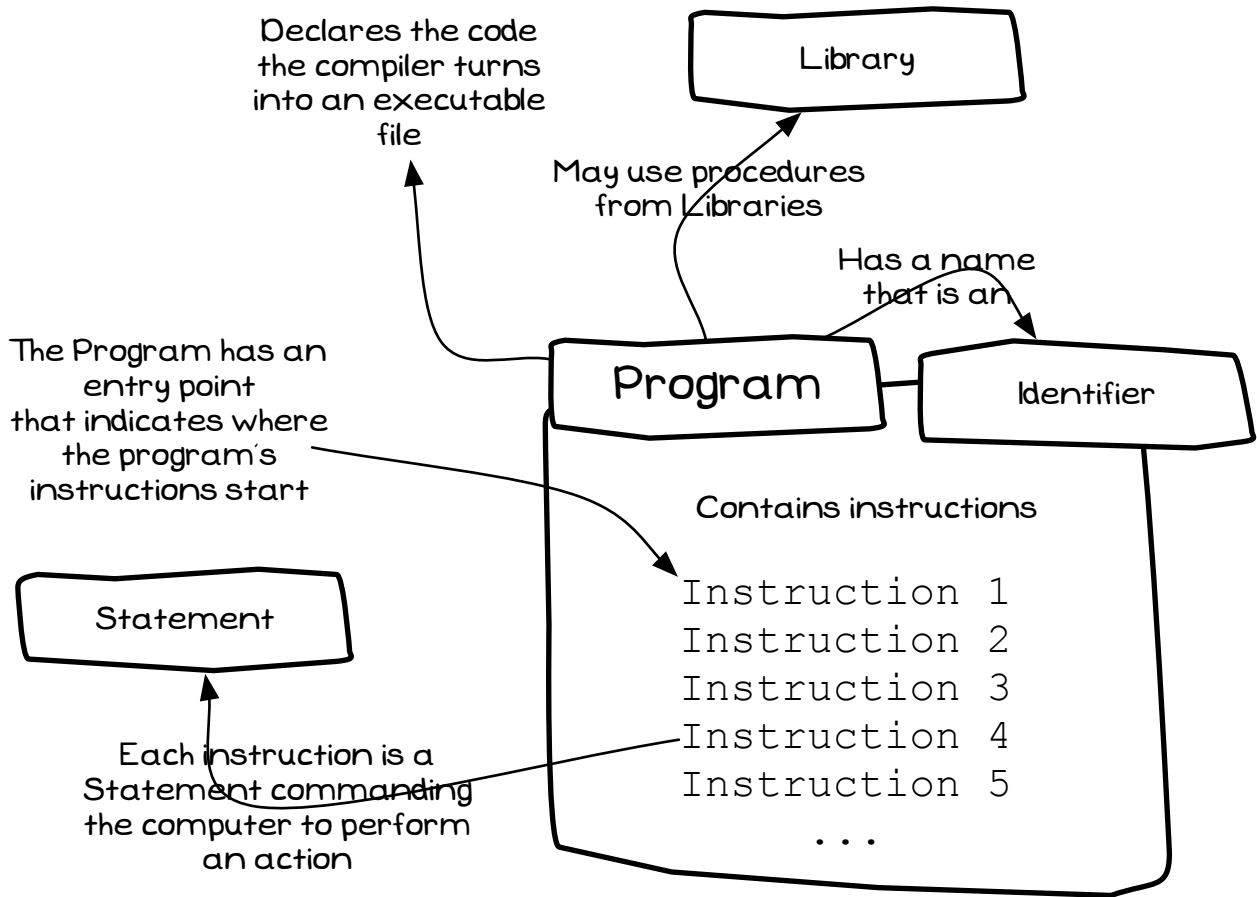 Declares the code
the compiler turns
into an executable
file
Library
May use procedures
from Libraries
Has a name
that is an
The Program has an
entry point
that indicates where
the program's
instructions start
Program
Identifier
Contains instructions
Instruction 1
Instruction 2
Instruction 3
Instruction 4
Instruction 5
...
Statement
Each instruction is a
Statement commanding
the computer to perform
an action